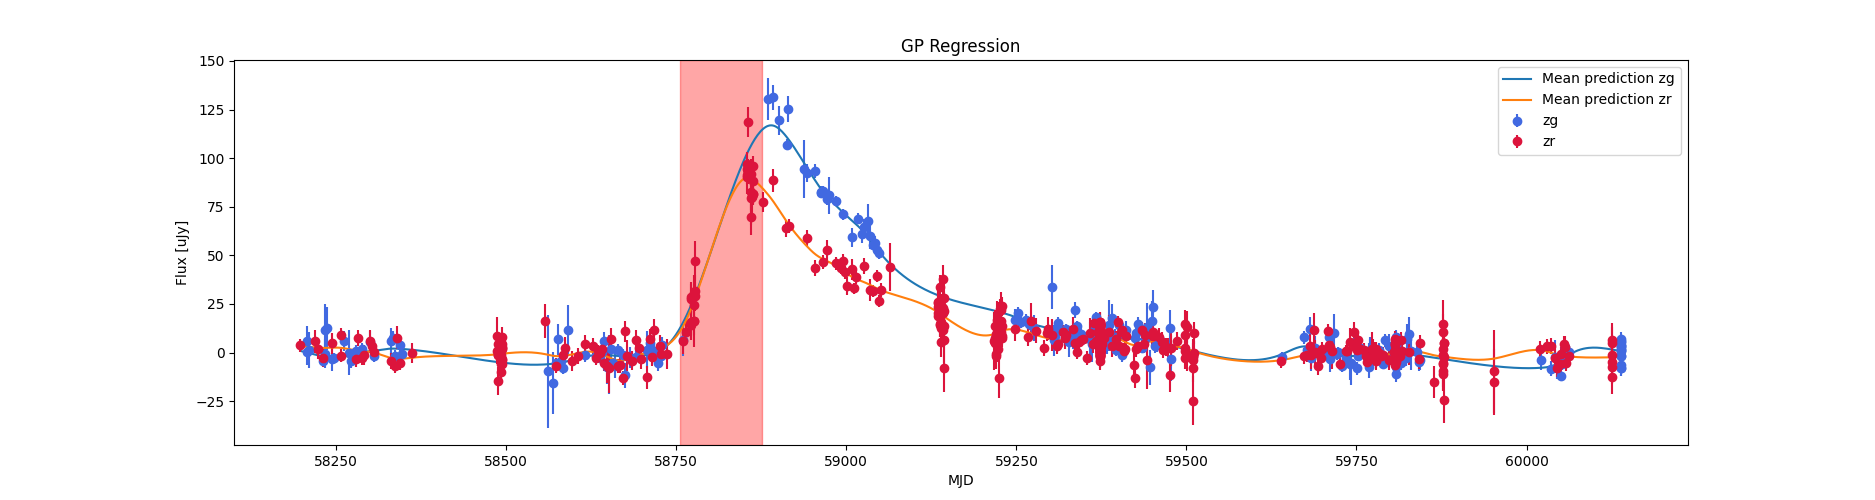 GP Regression
150
125
100
75
50
25
0
−25
Flux [uJy]
58250
58500
58750
59000
59250
59500
59750
60000
MJD
Mean prediction zg
Mean prediction zr
zg
zr